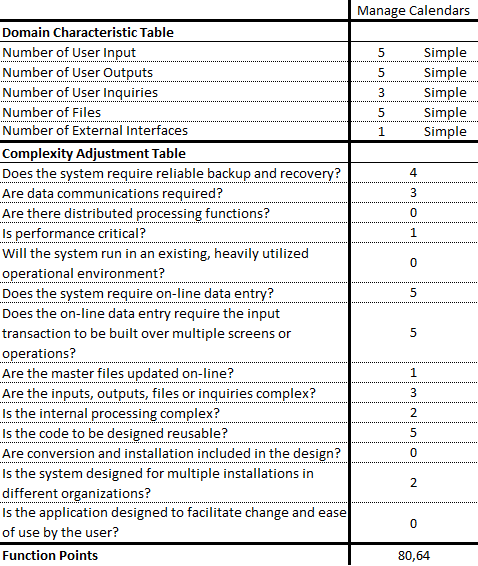 Manage Calendars
Domain Characteristic Table
Number of User Input 5 Simple
Number of User Outputs 5 Simple
Number of User Inquiries 3 Simple
Number of Files 5 Simple
Number of External Interfaces 1 Simple
Complexity Adjustment Table
Does the system require reliable backup and recovery? 4
Are data communications required? 3
Are there distributed processing functions? 0
Is performance critical? 1
Will the system run in an existing, heavily utilized
operational environment? 0
Does the system require on-line data entry? 5
Does the on-line data entry require the input
transaction to be built over multiple screens or 5
operations?
Are the master files updated on-line? 1
Are the inputs, outputs, files or inquiries complex? 3
Is the internal processing complex? 2
Is the code to be designed reusable? 5
Are conversion and installation included in the design? 0
Is the system designed for multiple installations in
different organizations? 2
Is the application designed to facilitate change and ease
of use by the user? 0
Function Points 80,64